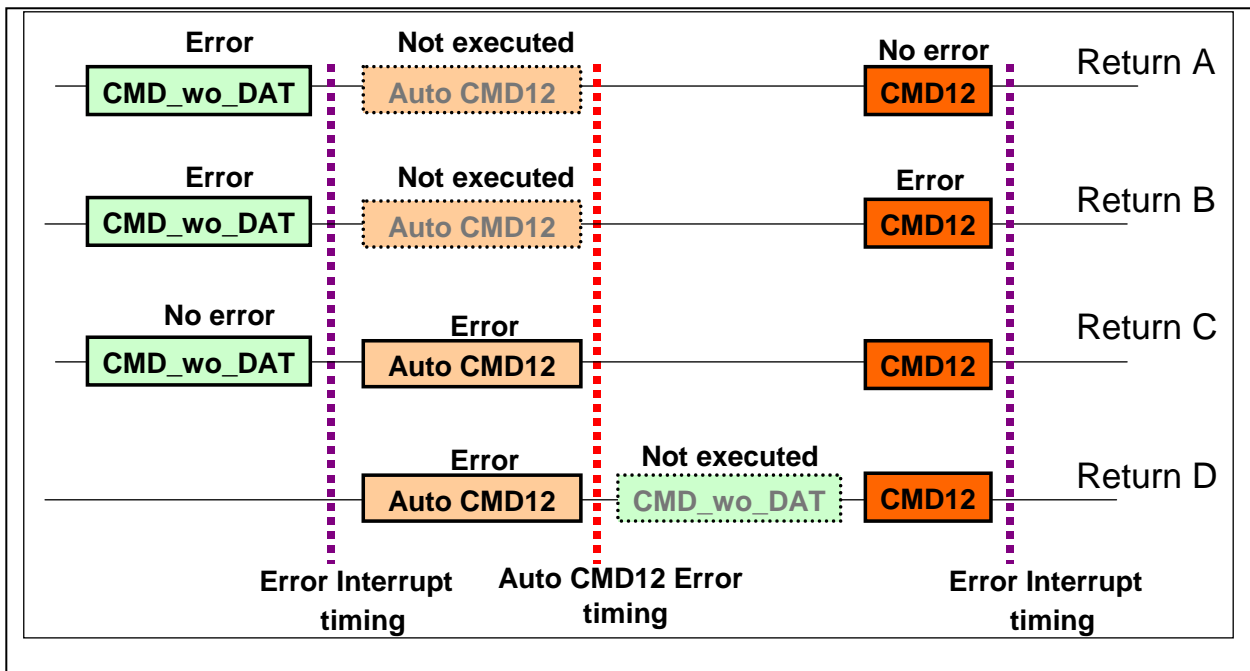 Error
Not executed
No error
Return A
CMD_wo_DAT
Auto CMD12
CMD12
Error
Not executed
Error
Return B
CMD_wo_DAT
Auto CMD12
CMD12
No error
Error
Return C
CMD_wo_DAT
Auto CMD12
CMD12
Error
Not executed
Return D
Auto CMD12
CMD_wo_DAT
CMD12
Error Interrupt
timing
Auto CMD12 Error
timing
Error Interrupt
timing